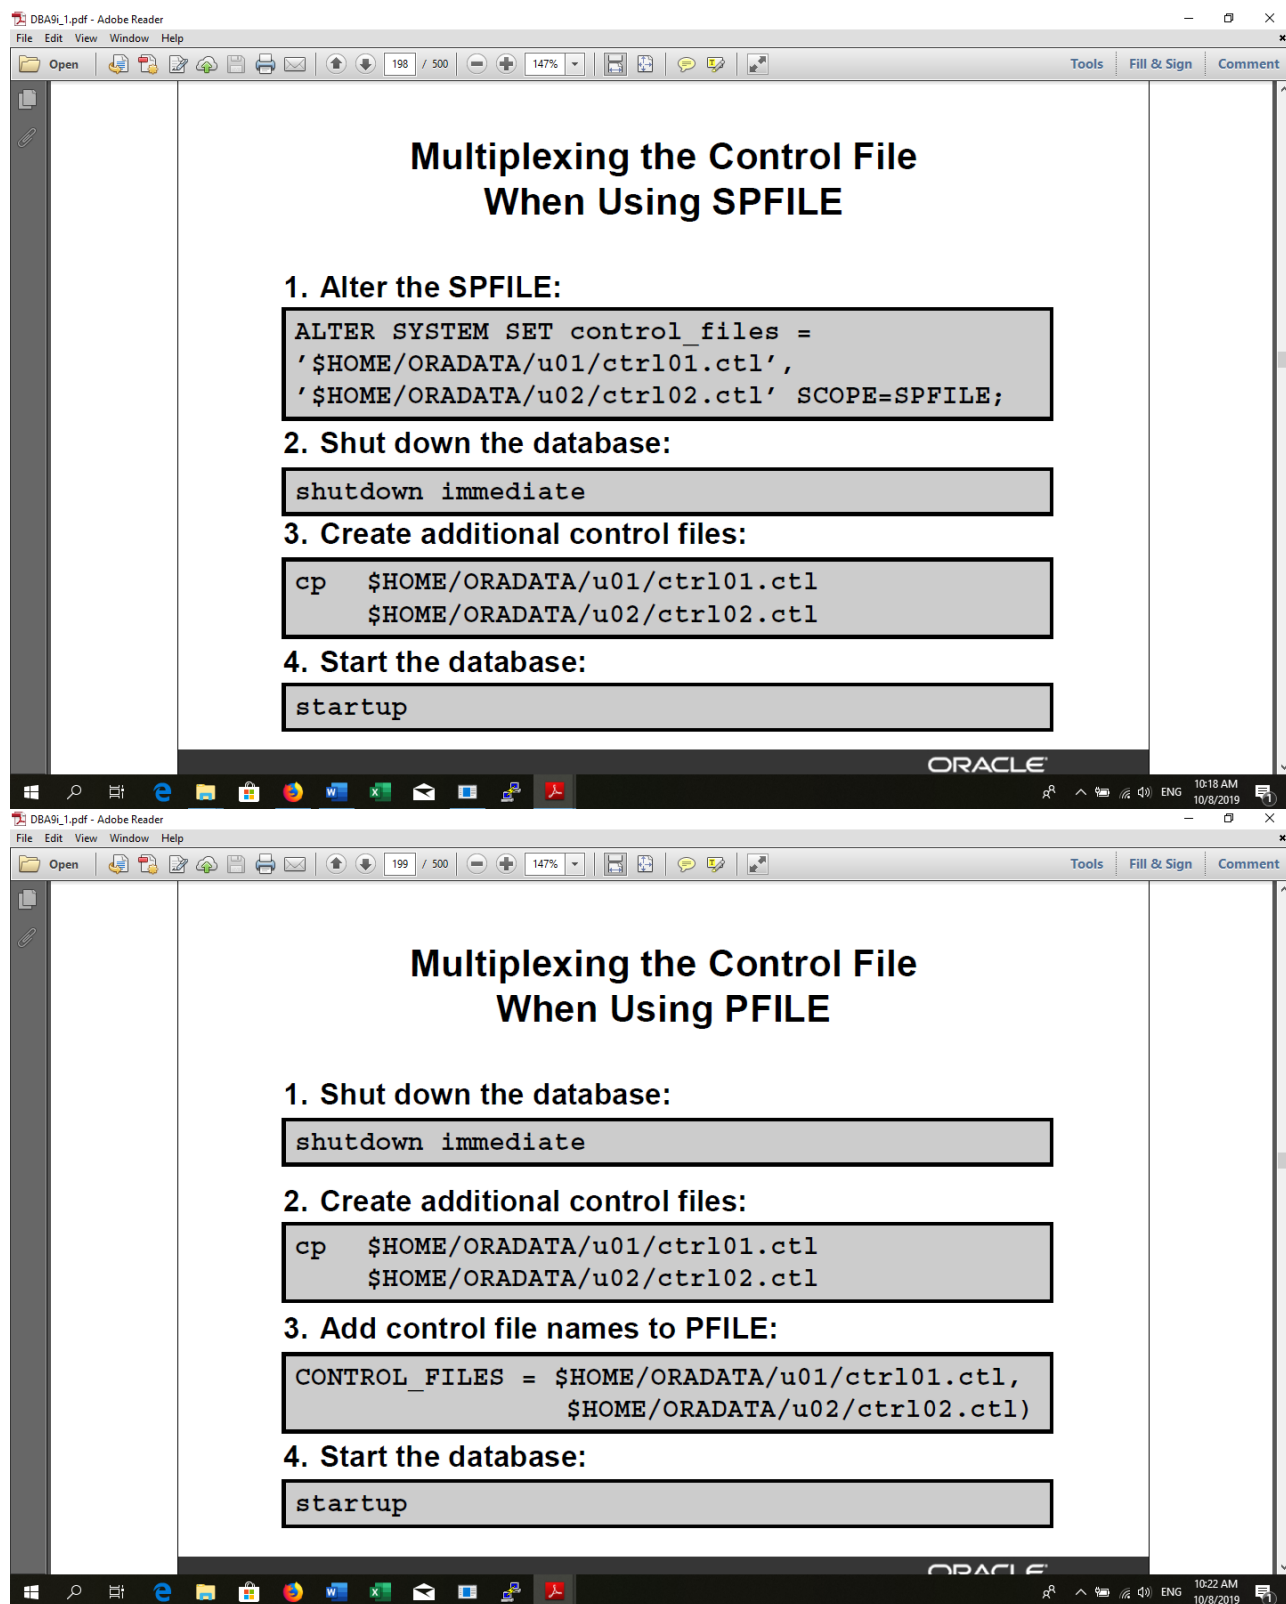 DBA9i_1.pdf - Adobe Reader
File Edit View Window Help
Open 198 / 500 147% Tools Fill & Sign Comment
Multiplexing the Control File
When Using SPFILE
1. Alter the SPFILE:
ALTER SYSTEM SET control_files =
'$HOME/ORADATA/u01/ctrl01.ctl',
'$HOME/ORADATA/u02/ctrl02.ctl' SCOPE=SPFILE;
2. Shut down the database:
shutdown immediate
3. Create additional control files:
cp $HOME/ORADATA/u01/ctrl01.ctl
$HOME/ORADATA/u02/ctrl02.ctl
4. Start the database:
startup
ORACLE
ENG
10:18 AM
10/8/2019
DBA9i_1.pdf - Adobe Reader
File Edit View Window Help
Open 199 / 500 147% Tools Fill & Sign Comment
Multiplexing the Control File
When Using PFILE
1. Shut down the database:
shutdown immediate
2. Create additional control files:
cp $HOME/ORADATA/u01/ctrl01.ctl
$HOME/ORADATA/u02/ctrl02.ctl
3. Add control file names to PFILE:
CONTROL_FILES = $HOME/ORADATA/u01/ctrl01.ctl,
$HOME/ORADATA/u02/ctrl02.ctl)
4. Start the database:
startup
ORACLE
ENG
10:22 AM
10/8/2019